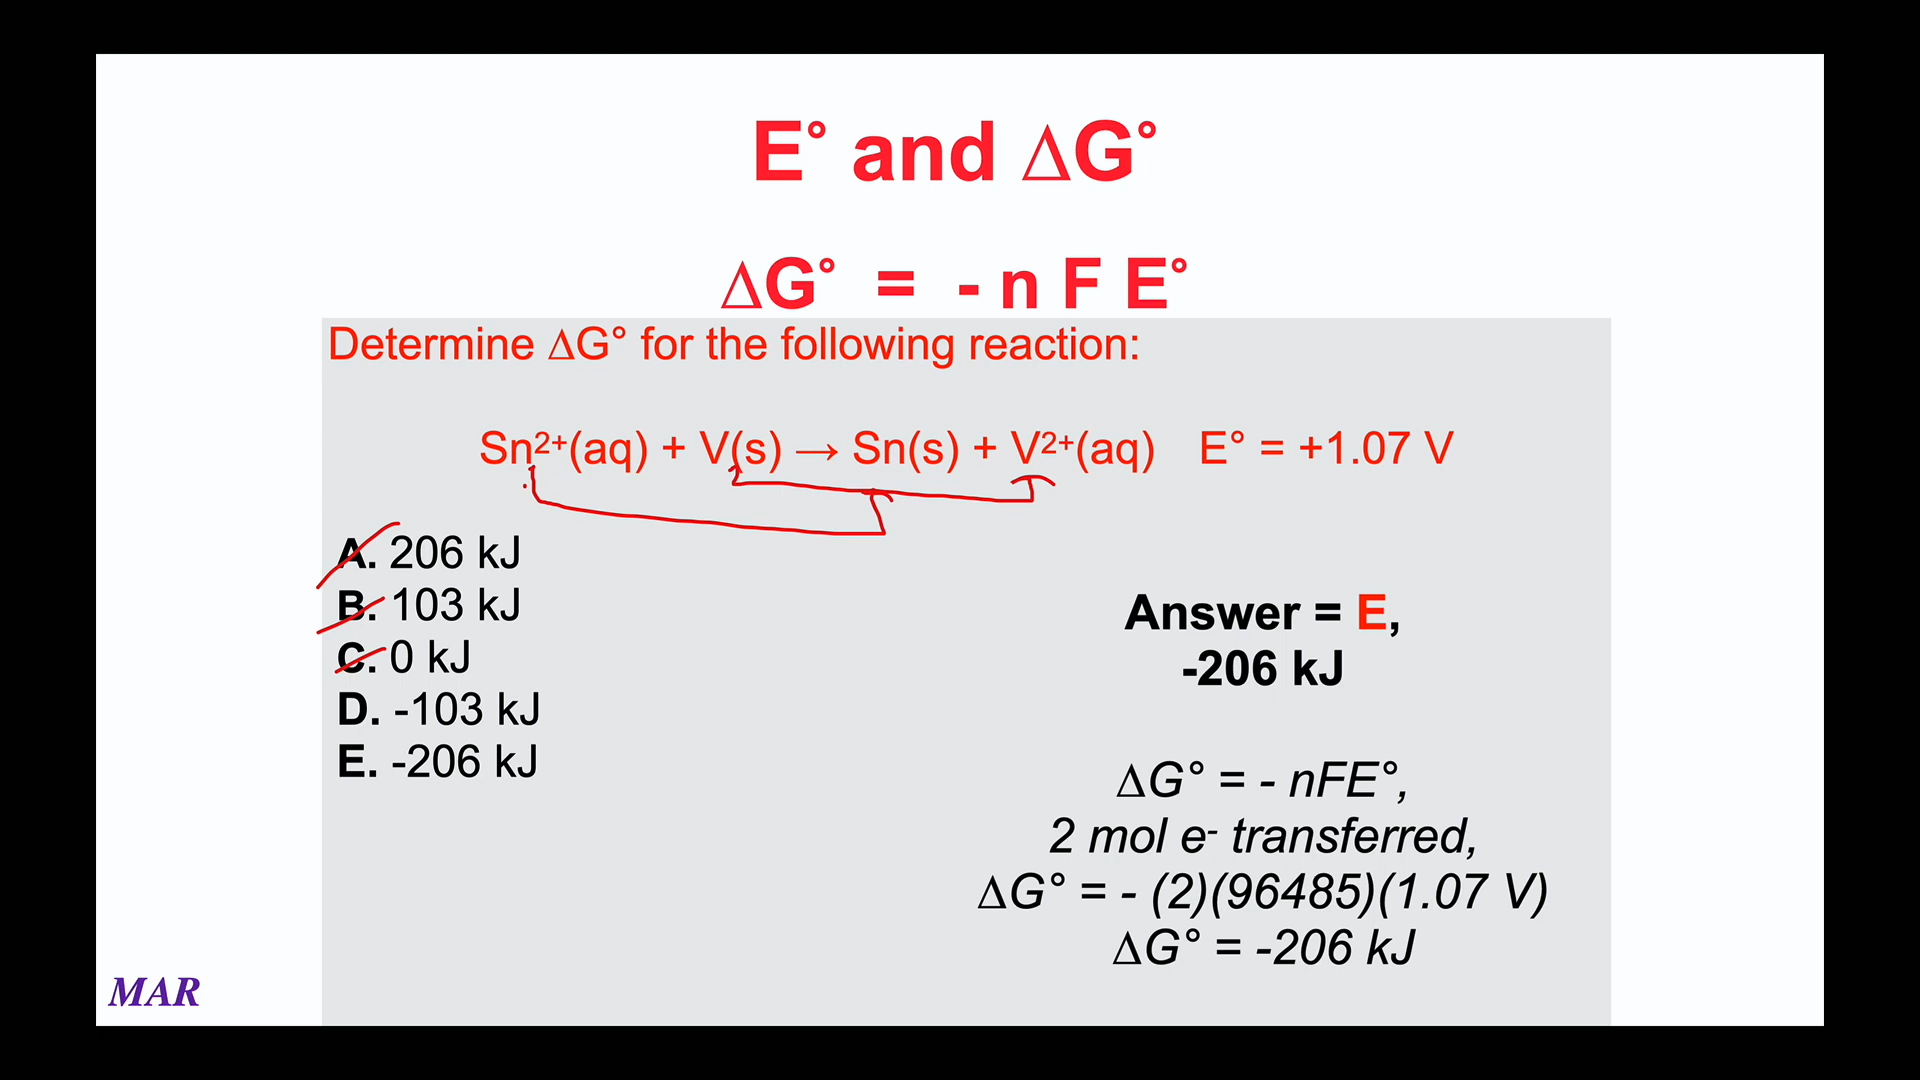 E° and ΔG°
ΔG° = - n F E°
Determine ΔG° for the following reaction:
Sn²⁺(aq) + V(s) → Sn(s) + V²⁺(aq) E° = +1.07 V
A. 206 kJ
B. 103 kJ
C. 0 kJ
D. -103 kJ
E. -206 kJ
Answer = E,
-206 kJ
ΔG° = - nFE°,
2 mol e⁻ transferred,
ΔG° = - (2)(96485)(1.07 V)
ΔG° = -206 kJ
MAR